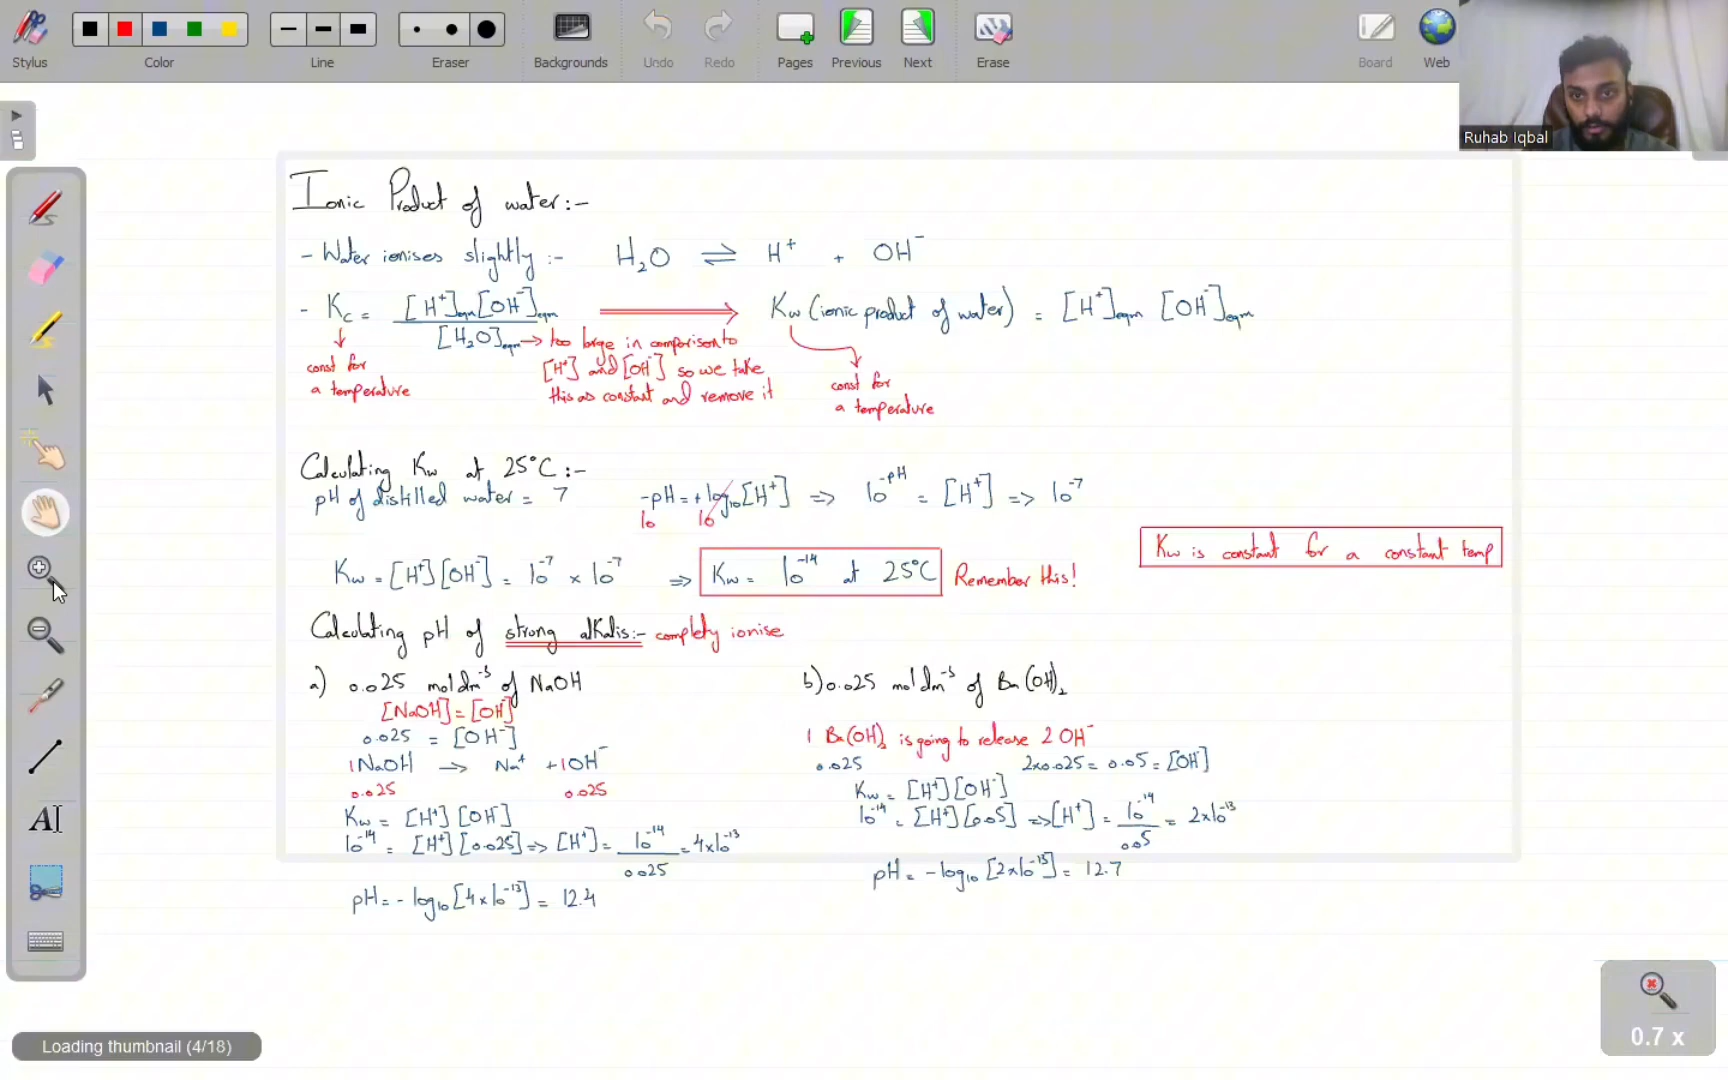 Stylus
Color
Line
Eraser
Backgrounds
Undo
Redo
Pages
Previous
Next
Erase
Board
Web
Ruhab Iqbal
Ionic Product of water:-
- Water ionises slightly :- H₂O ⇌ H⁺ + OH⁻
- Kc = [H⁺]eqm[OH⁻]eqm / [H₂O]eqm ⟹ Kw (ionic product of water) = [H⁺]eqm [OH⁻]eqm
→ too large in comparison to
[H⁺] and [OH⁻] so we take
this as constant and remove it
const for
a temperature
const for
a temperature
Calculating Kw at 25°C :-
pH of distilled water = 7
-pH = + log₁₀[H⁺] ⇒ 10^-pH = [H⁺] ⇒ 10⁻⁷
10 10
Kw is constant for a constant temp
Kw = [H⁺][OH⁻] = 10⁻⁷ × 10⁻⁷ ⇒ Kw = 10⁻¹⁴ at 25°C Remember this!
Calculating pH of strong alkalis:- complety ionise
a) 0.025 moldm⁻³ of NaOH
[NaOH] = [OH⁻]
0.025 = [OH⁻]
1NaOH → Na⁺ + 1OH⁻
0.025 0.025
Kw = [H⁺] [OH⁻]
10⁻¹⁴ = [H⁺] [0.025] ⇒ [H⁺] = 10⁻¹⁴ / 0.025 = 4×10⁻¹³
pH = - log₁₀ [4×10⁻¹³] = 12.4
b) 0.025 moldm⁻³ of Ba(OH)₂
1 Ba(OH)₂ is going to release 2 OH⁻
0.025 2×0.025 = 0.05 = [OH⁻]
Kw = [H⁺][OH⁻]
10⁻¹⁴ = [H⁺][0.05] ⇒ [H⁺] = 10⁻¹⁴ / 0.05 = 2×10⁻¹³
pH = - log₁₀ [2×10⁻¹³] = 12.7
Loading thumbnail (4/18)
0.7 x